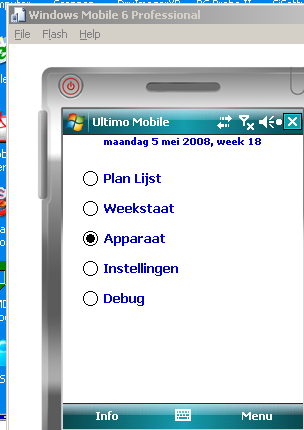 Windows Mobile 6 Professional
File Flash Help
Ultimo Mobile
maandag 5 mei 2008, week 18
Plan Lijst
Weekstaat
Apparaat
Instellingen
Debug
Info Menu